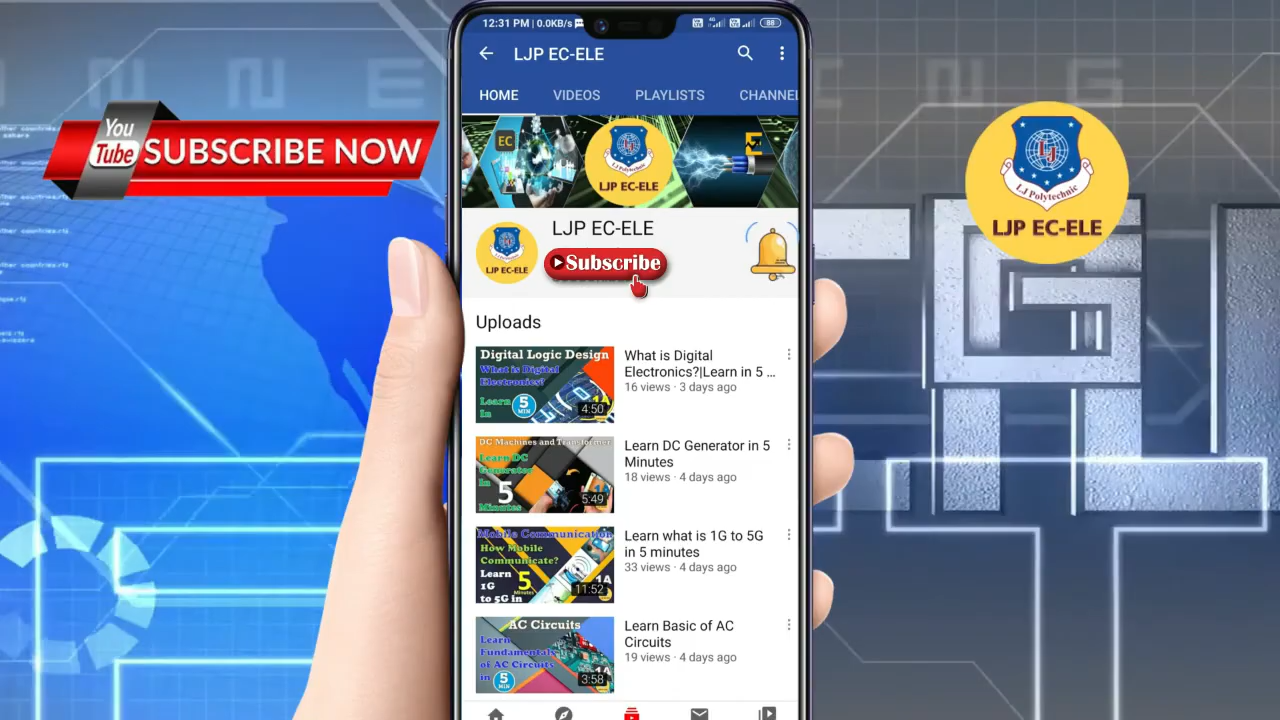 12:31 PM | 0.0KB/s
88
LJP EC-ELE
HOME
VIDEOS
PLAYLISTS
CHANNEL
You
Tube
SUBSCRIBE NOW
EC
LJP EC-ELE
LJ
L.J Polytechnic
LJP EC-ELE
LJP EC-ELE
LJP EC-ELE
Subscribe
Uploads
Digital Logic Design
What is Digital
Electronics?
Learn
In
5
MIN
4:50
What is Digital
Electronics?|Learn in 5 ...
16 views · 3 days ago
DC Machines and Transformer
Learn DC
Generator
In
5
Minutes
5:49
Learn DC Generator in 5
Minutes
18 views · 4 days ago
Mobile Communication
How Mobile
Communicate?
Learn
1G
to 5G in
5
Minutes
11:52
Learn what is 1G to 5G
in 5 minutes
33 views · 4 days ago
AC Circuits
Learn
Fundamentals
of AC Circuits
in
5
MIN
3:58
Learn Basic of AC
Circuits
19 views · 4 days ago